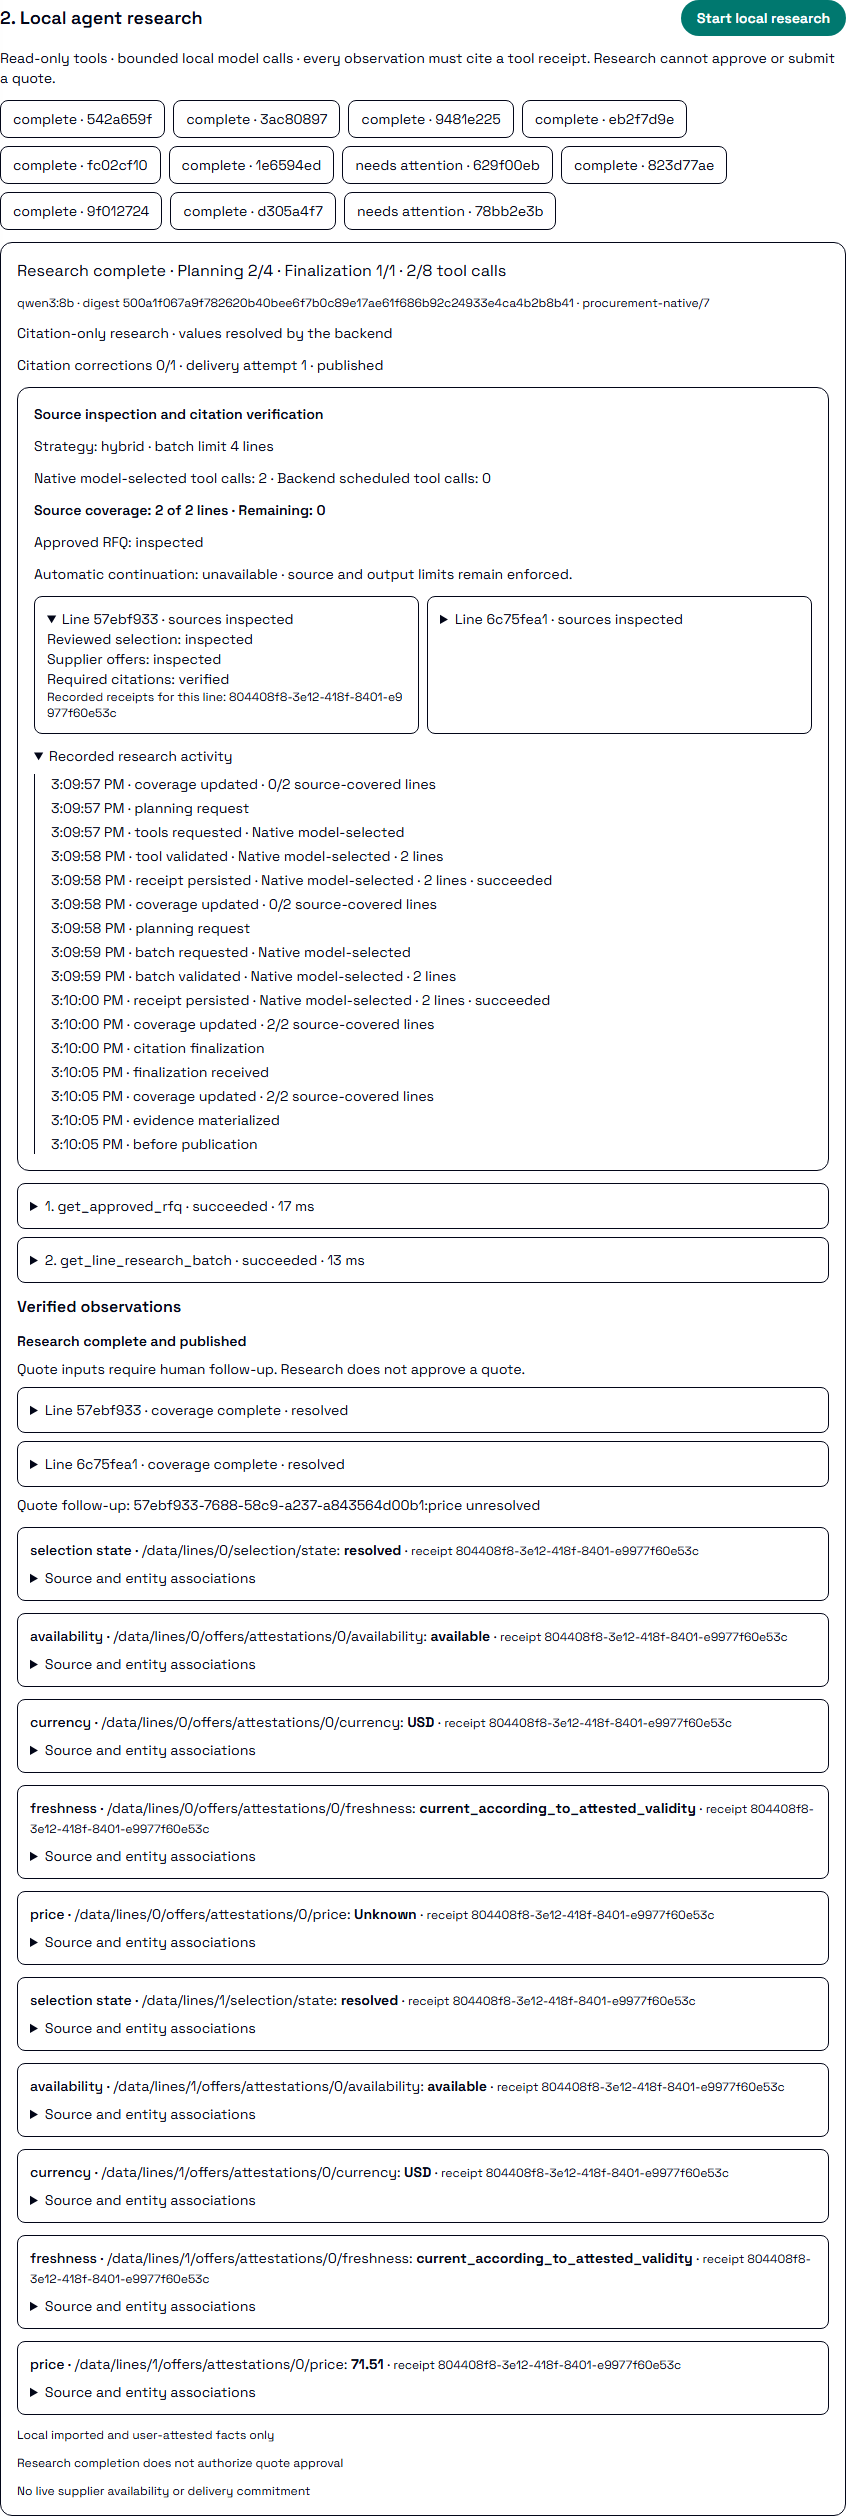 2. Local agent research
Start local research
Read-only tools · bounded local model calls · every observation must cite a tool receipt. Research cannot approve or submit
a quote.
complete · 542a659f
complete · 3ac80897
complete · 9481e225
complete · eb2f7d9e
complete · fc02cf10
complete · 1e6594ed
needs attention · 629f00eb
complete · 823d77ae
complete · 9f012724
complete · d305a4f7
needs attention · 78bb2e3b
Research complete · Planning 2/4 · Finalization 1/1 · 2/8 tool calls
qwen3:8b · digest 500a1f067a9f782620b40bee6f7b0c89e17ae61f686b92c24933e4ca4b2b8b41 · procurement-native/7
Citation-only research · values resolved by the backend
Citation corrections 0/1 · delivery attempt 1 · published
Source inspection and citation verification
Strategy: hybrid · batch limit 4 lines
Native model-selected tool calls: 2 · Backend scheduled tool calls: 0
Source coverage: 2 of 2 lines · Remaining: 0
Approved RFQ: inspected
Automatic continuation: unavailable · source and output limits remain enforced.
▼ Line 57ebf933 · sources inspected
Reviewed selection: inspected
Supplier offers: inspected
Required citations: verified
Recorded receipts for this line: 804408f8-3e12-418f-8401-e9
977f60e53c
▶ Line 6c75fea1 · sources inspected
▼ Recorded research activity
3:09:57 PM · coverage updated · 0/2 source-covered lines
3:09:57 PM · planning request
3:09:57 PM · tools requested · Native model-selected
3:09:58 PM · tool validated · Native model-selected · 2 lines
3:09:58 PM · receipt persisted · Native model-selected · 2 lines · succeeded
3:09:58 PM · coverage updated · 0/2 source-covered lines
3:09:58 PM · planning request
3:09:59 PM · batch requested · Native model-selected
3:09:59 PM · batch validated · Native model-selected · 2 lines
3:10:00 PM · receipt persisted · Native model-selected · 2 lines · succeeded
3:10:00 PM · coverage updated · 2/2 source-covered lines
3:10:00 PM · citation finalization
3:10:05 PM · finalization received
3:10:05 PM · coverage updated · 2/2 source-covered lines
3:10:05 PM · evidence materialized
3:10:05 PM · before publication
▶ 1. get_approved_rfq · succeeded · 17 ms
▶ 2. get_line_research_batch · succeeded · 13 ms
Verified observations
Research complete and published
Quote inputs require human follow-up. Research does not approve a quote.
▶ Line 57ebf933 · coverage complete · resolved
▶ Line 6c75fea1 · coverage complete · resolved
Quote follow-up: 57ebf933-7688-58c9-a237-a843564d00b1:price unresolved
selection state · /data/lines/0/selection/state: resolved · receipt 804408f8-3e12-418f-8401-e9977f60e53c
▶ Source and entity associations
availability · /data/lines/0/offers/attestations/0/availability: available · receipt 804408f8-3e12-418f-8401-e9977f60e53c
▶ Source and entity associations
currency · /data/lines/0/offers/attestations/0/currency: USD · receipt 804408f8-3e12-418f-8401-e9977f60e53c
▶ Source and entity associations
freshness · /data/lines/0/offers/attestations/0/freshness: current_according_to_attested_validity · receipt 804408f8-
3e12-418f-8401-e9977f60e53c
▶ Source and entity associations
price · /data/lines/0/offers/attestations/0/price: Unknown · receipt 804408f8-3e12-418f-8401-e9977f60e53c
▶ Source and entity associations
selection state · /data/lines/1/selection/state: resolved · receipt 804408f8-3e12-418f-8401-e9977f60e53c
▶ Source and entity associations
availability · /data/lines/1/offers/attestations/0/availability: available · receipt 804408f8-3e12-418f-8401-e9977f60e53c
▶ Source and entity associations
currency · /data/lines/1/offers/attestations/0/currency: USD · receipt 804408f8-3e12-418f-8401-e9977f60e53c
▶ Source and entity associations
freshness · /data/lines/1/offers/attestations/0/freshness: current_according_to_attested_validity · receipt 804408f8-
3e12-418f-8401-e9977f60e53c
▶ Source and entity associations
price · /data/lines/1/offers/attestations/0/price: 71.51 · receipt 804408f8-3e12-418f-8401-e9977f60e53c
▶ Source and entity associations
Local imported and user-attested facts only
Research completion does not authorize quote approval
No live supplier availability or delivery commitment